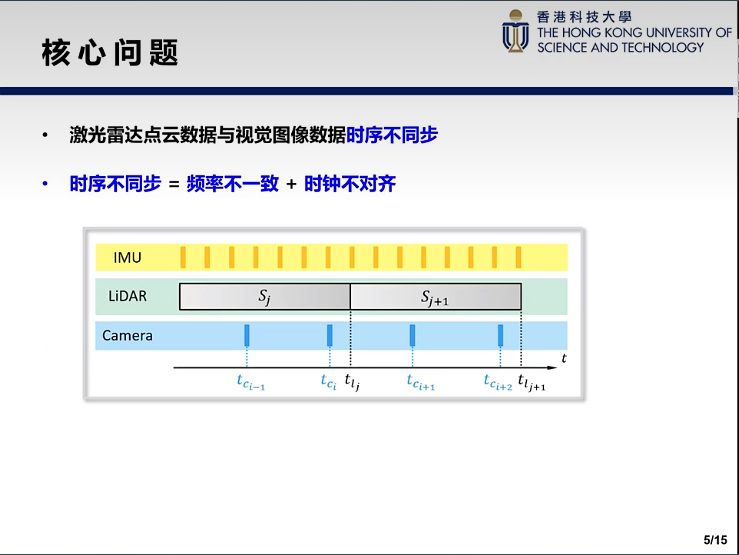 香港科技大學
THE HONG KONG UNIVERSITY OF
SCIENCE AND TECHNOLOGY
核心问题
• 激光雷达点云数据与视觉图像数据时序不同步
• 时序不同步 = 频率不一致 + 时钟不对齐
IMU
LiDAR
S_j
S_{j+1}
Camera
t
t_{c_{i-1}} t_{c_i} t_{l_j} t_{c_{i+1}} t_{c_{i+2}} t_{l_{j+1}}
5/15